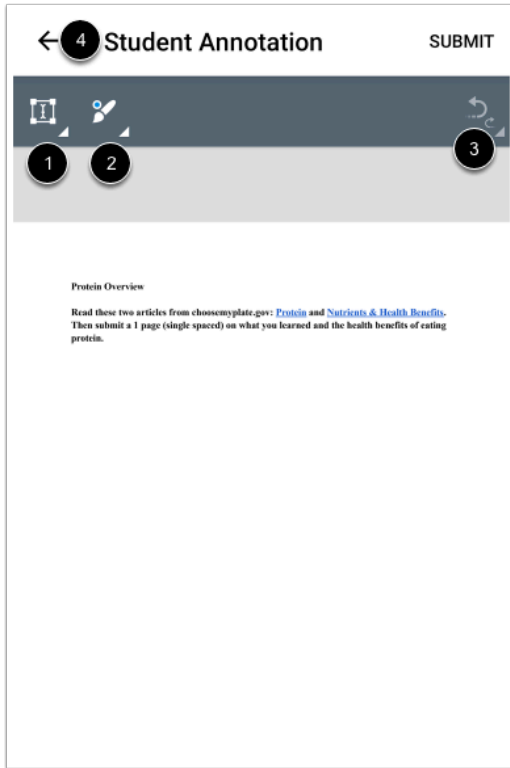 4 Student Annotation SUBMIT
3
1 2
Protein Overview
Read these two articles from choosemyplate.gov: Protein and Nutrients & Health Benefits.
Then submit a 1 page (single spaced) on what you learned and the health benefits of eating
protein.